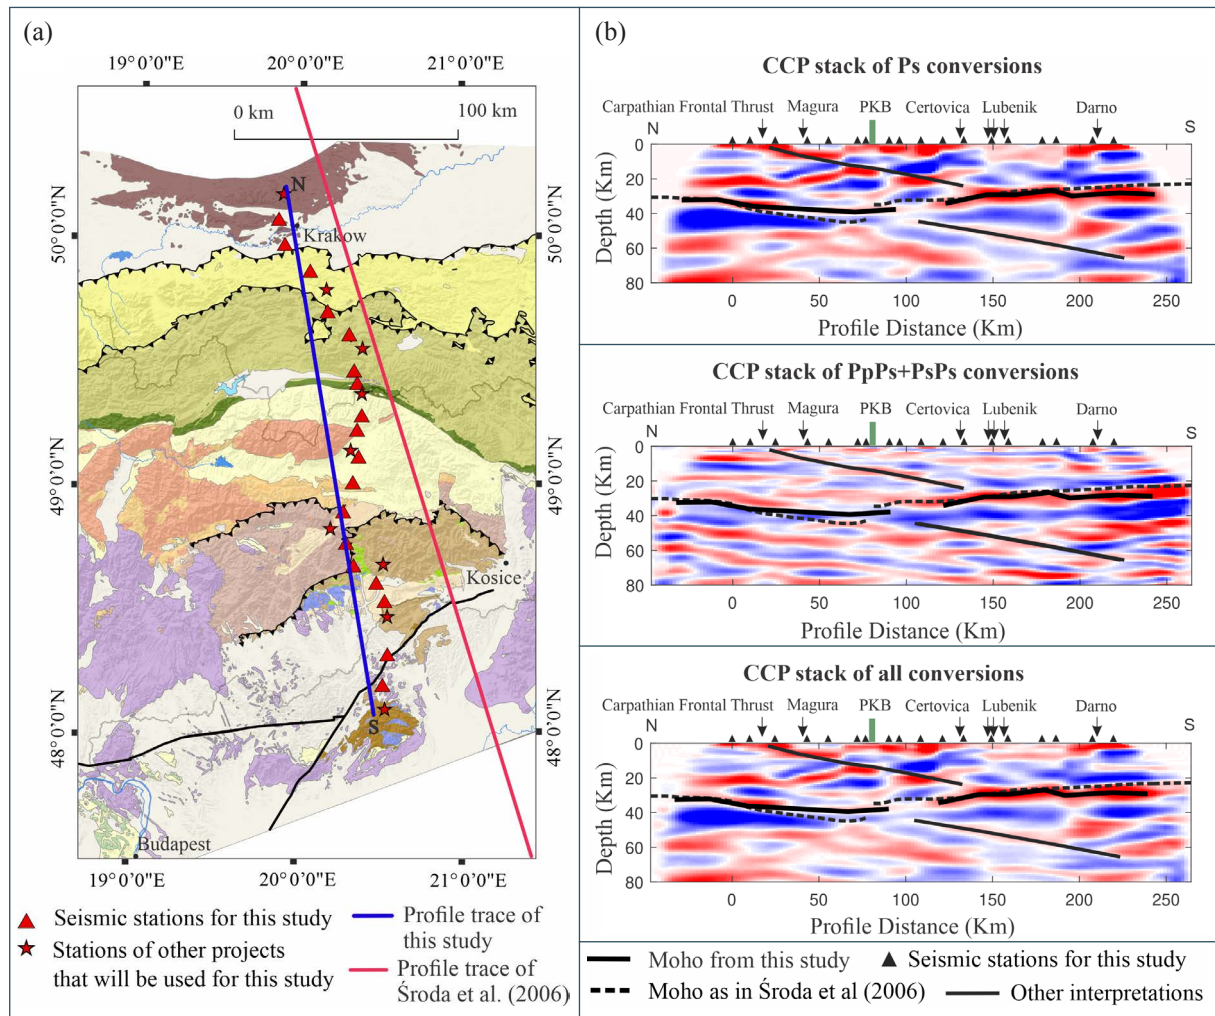 (a)
19°0'0"E 20°0'0"E 21°0'0"E
0 km 100 km
N
Krakow
50°0'0"N 50°0'0"N
49°0'0"N 49°0'0"N
Kosice
48°0'0"N 48°0'0"N
S
Budapest
19°0'0"E 20°0'0"E 21°0'0"E
Seismic stations for this study
Stations of other projects
that will be used for this study
Profile trace of
this study
Profile trace of
Środa et al. (2006)
(b)
CCP stack of Ps conversions
Carpathian Frontal Thrust Magura PKB Certovica Lubenik Darno
N S
0
20
40
60
80
Depth (Km)
0 50 100 150 200 250
Profile Distance (Km)
CCP stack of PpPs+PsPs conversions
Carpathian Frontal Thrust Magura PKB Certovica Lubenik Darno
N S
0
20
40
60
80
Depth (Km)
0 50 100 150 200 250
Profile Distance (Km)
CCP stack of all conversions
Carpathian Frontal Thrust Magura PKB Certovica Lubenik Darno
N S
0
20
40
60
80
Depth (Km)
0 50 100 150 200 250
Profile Distance (Km)
Moho from this study Seismic stations for this study
Moho as in Środa et al (2006) Other interpretations